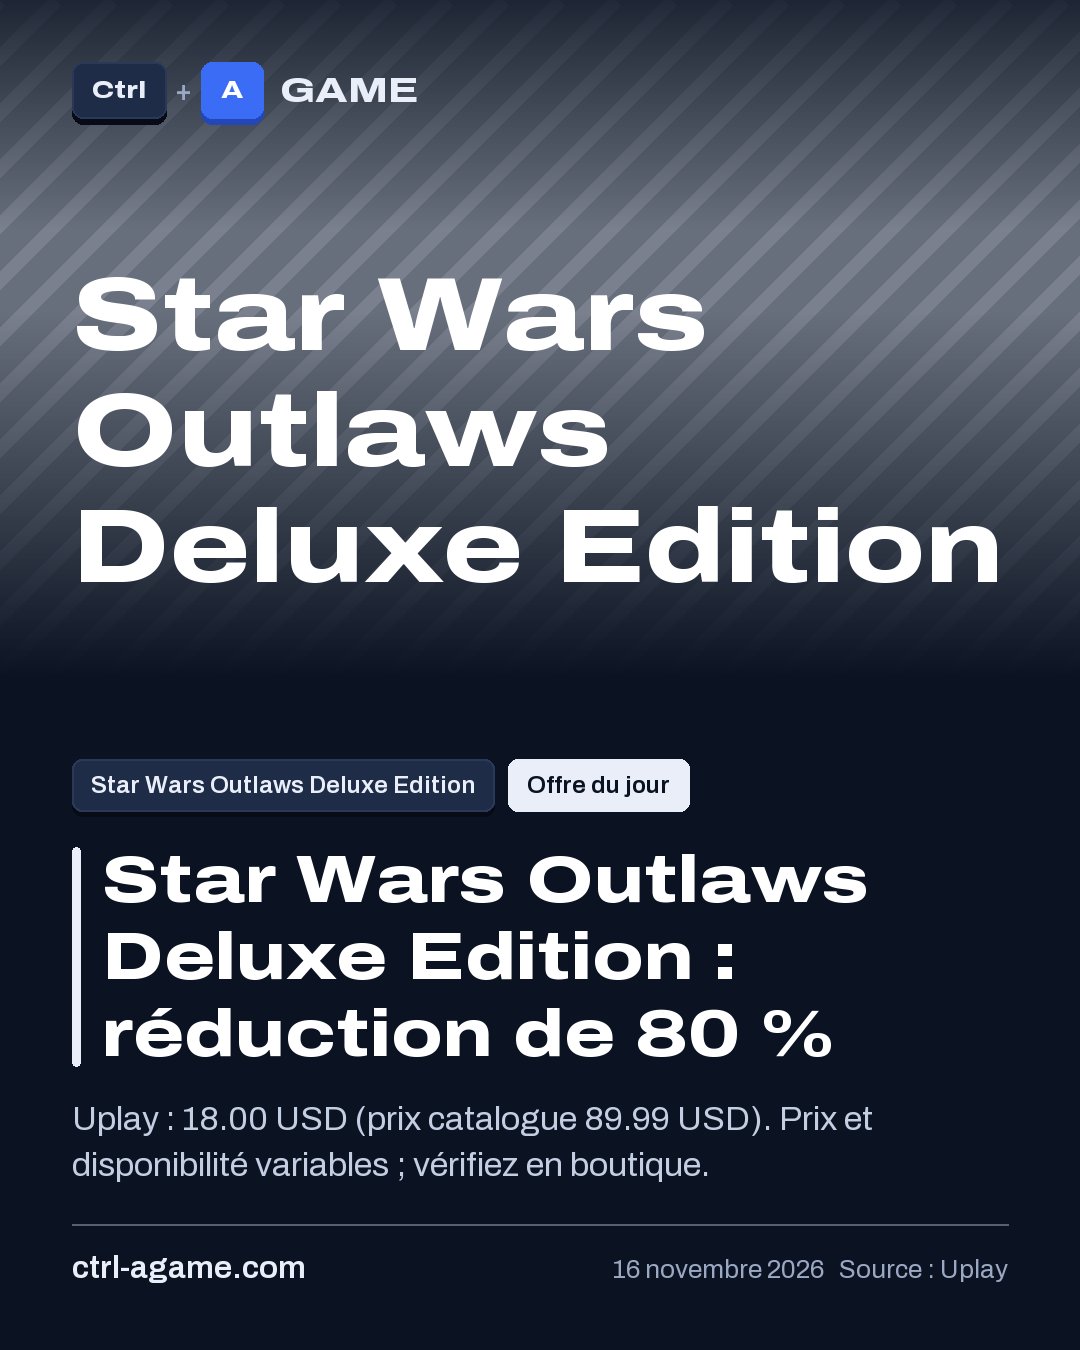 Ctrl + A GAME
Star Wars
Outlaws
Deluxe Edition
Star Wars Outlaws Deluxe Edition Offre du jour
Star Wars Outlaws
Deluxe Edition :
réduction de 80 %
Uplay : 18.00 USD (prix catalogue 89.99 USD). Prix et
disponibilité variables ; vérifiez en boutique.
ctrl-agame.com 16 novembre 2026 Source : Uplay